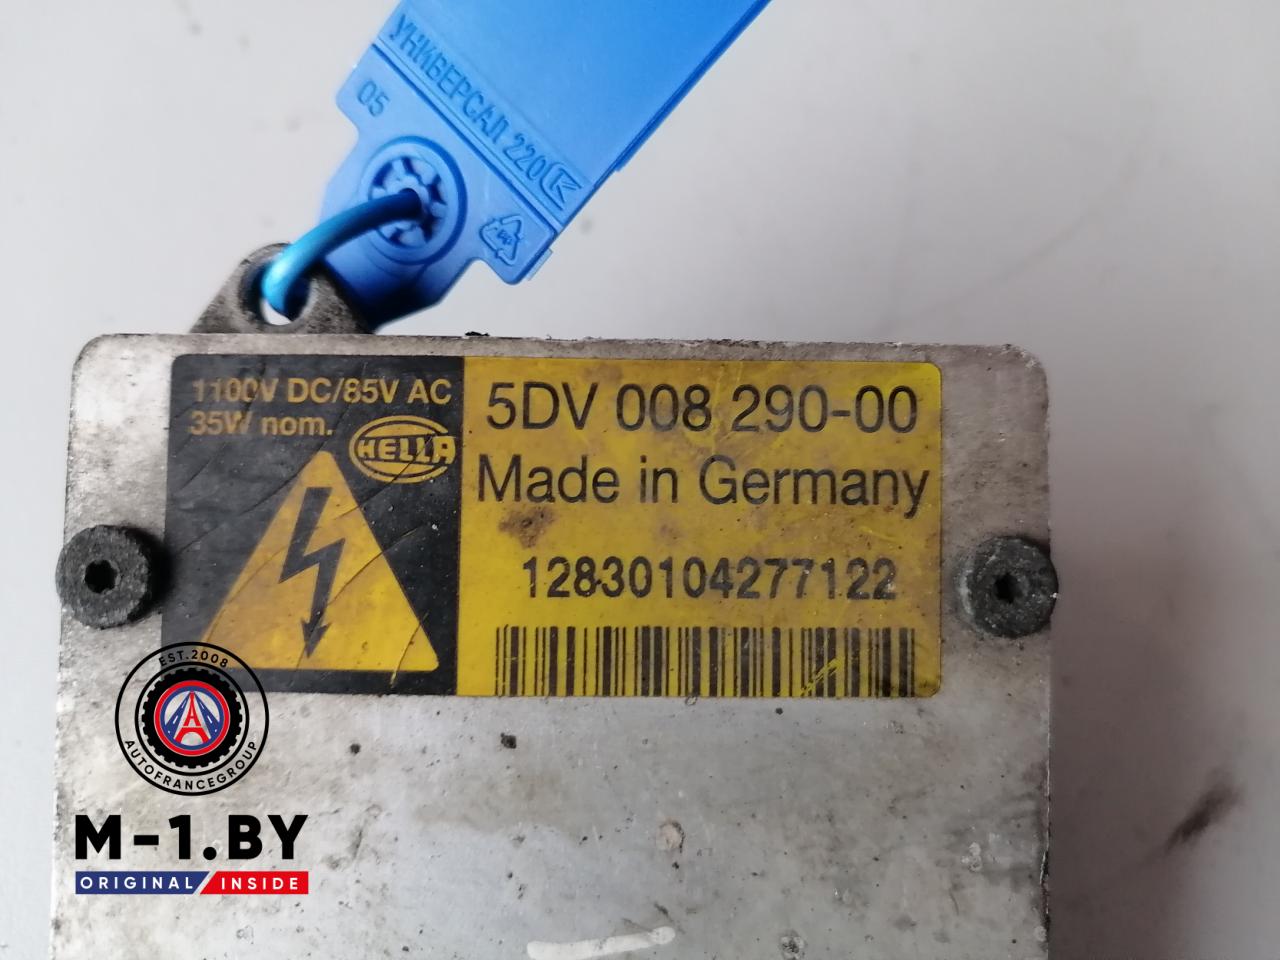 УНИВЕРСАЛ 220
05
PP
1100V DC/85V AC
35W nom.
HELLA
5DV 008 290-00
Made in Germany
12830104277122
EST.2008
AUTOFRANCEGROUP
M-1.BY
ORIGINAL INSIDE